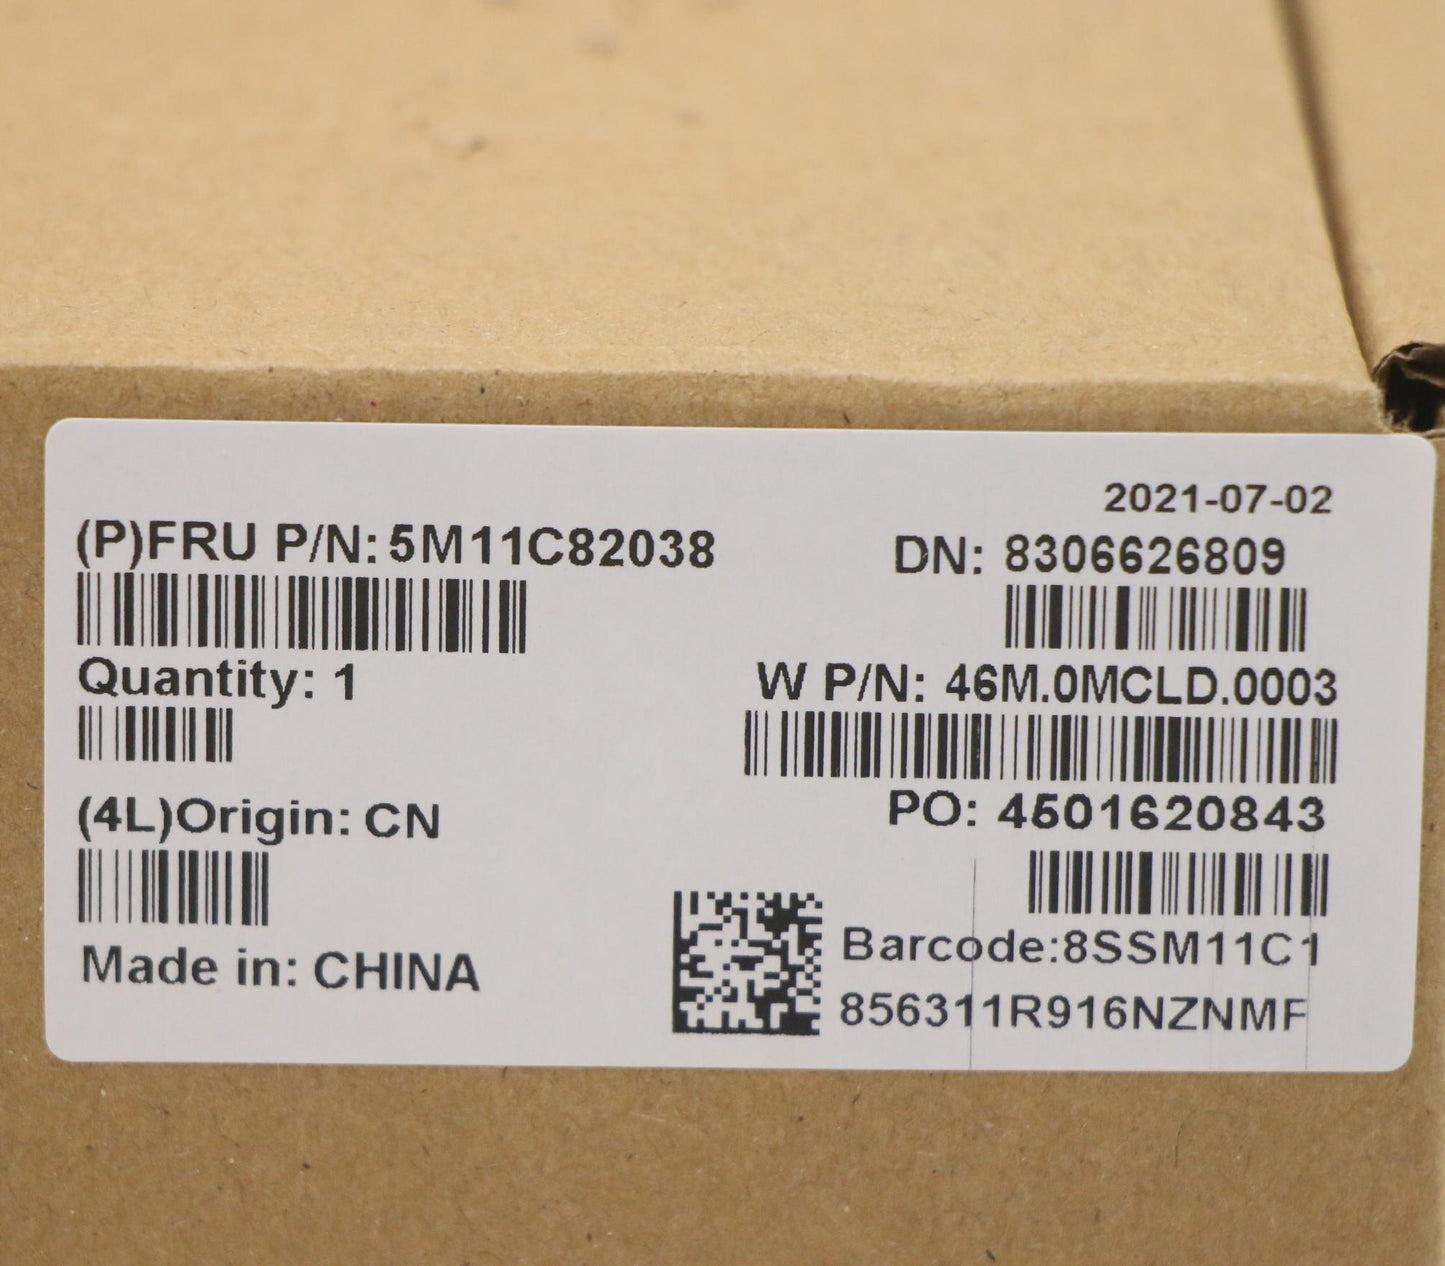 2021-07-02
(P)FRU P/N: 5M11C82038
DN: 8306626809
Quantity: 1
W P/N: 46M.0MCLD.0003
(4L)Origin: CN
PO: 4501620843
Made in: CHINA
Barcode:8SSM11C1
856311R916NZNMF